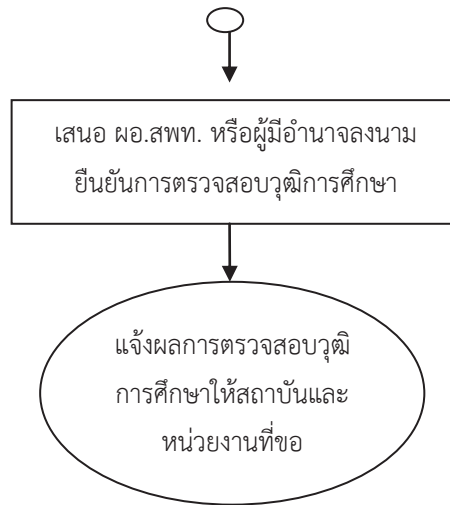 เสนอ ผอ.สพท. หรือผู้มีอำนาจลงนาม
ยืนยันการตรวจสอบวุฒิการศึกษา
แจ้งผลการตรวจสอบวุฒิ
การศึกษาให้สถาบันและ
หน่วยงานที่ขอ